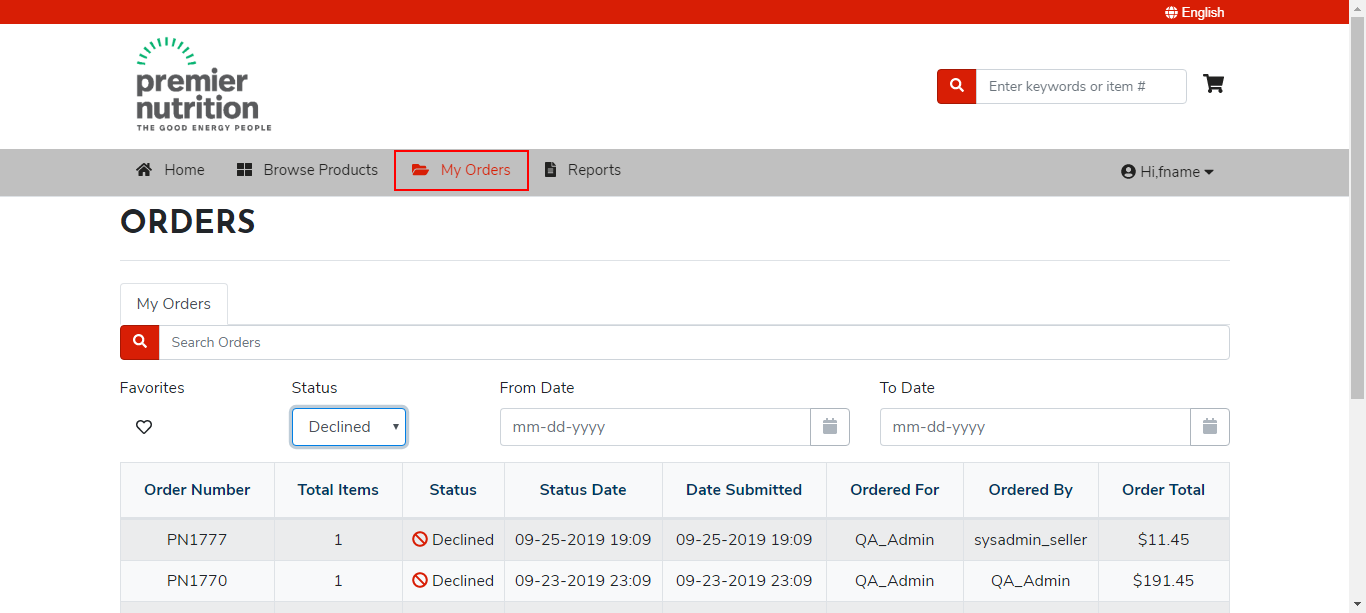 English
premier
nutrition
THE GOOD ENERGY PEOPLE
Enter keywords or item #
Home Browse Products My Orders Reports Hi,fname
ORDERS
My Orders
Search Orders
Favorites Status From Date To Date
Declined mm-dd-yyyy mm-dd-yyyy
Order Number Total Items Status Status Date Date Submitted Ordered For Ordered By Order Total
PN1777 1 Declined 09-25-2019 19:09 09-25-2019 19:09 QA_Admin sysadmin_seller $11.45
PN1770 1 Declined 09-23-2019 23:09 09-23-2019 23:09 QA_Admin QA_Admin $191.45